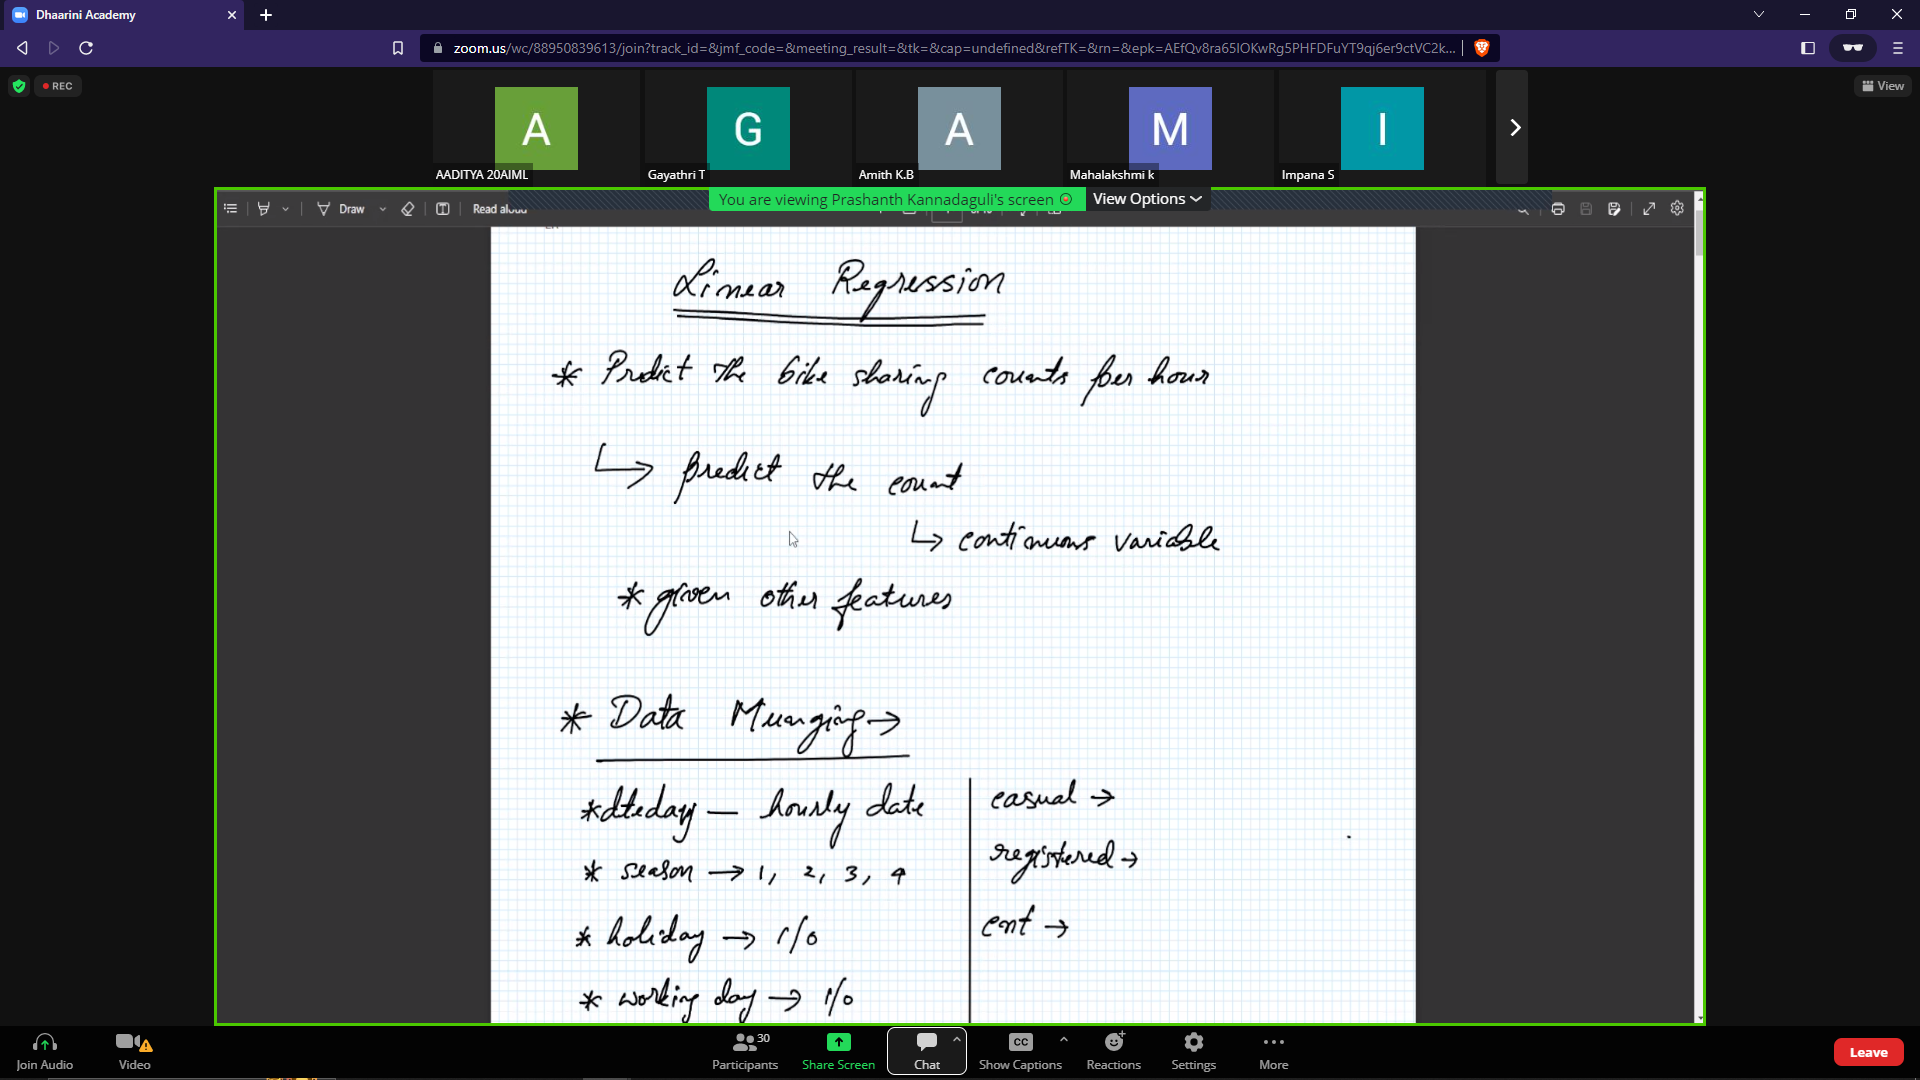 Dhaarini Academy
zoom.us/wc/88950839613/join?track_id=&jmf_code=&meeting_result=&tk=&cap=undefined&refTK=&rn=&epk=AEfQv8ra65IOKwRg5PHFDFuYT9qj6er9ctVC2k...
REC
View
A G A M I
AADITYA 20AIML Gayathri T Amith K.B Mahalakshmi k Impana S
You are viewing Prashanth Kannadaguli's screen View Options
Draw Read aloud
Linear Regression
* Predict the bike sharing counts per hour
↳ predict the count
↳ continuous variable
* given other features
* Data Munging →
* dteday — hourly date
* season → 1, 2, 3, 4
* holiday → 1/0
* working day → 1/0
casual →
registered →
cnt →
Join Audio Video Participants 30 Share Screen Chat CC Show Captions Reactions Settings More Leave